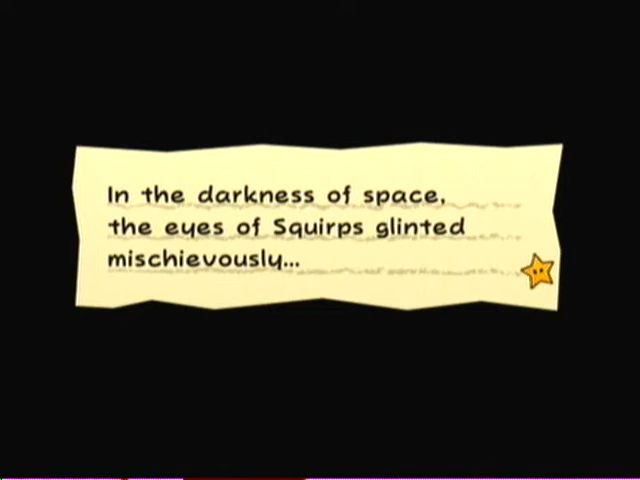 In the darkness of space,
the eyes of Squirps glinted
mischievously...